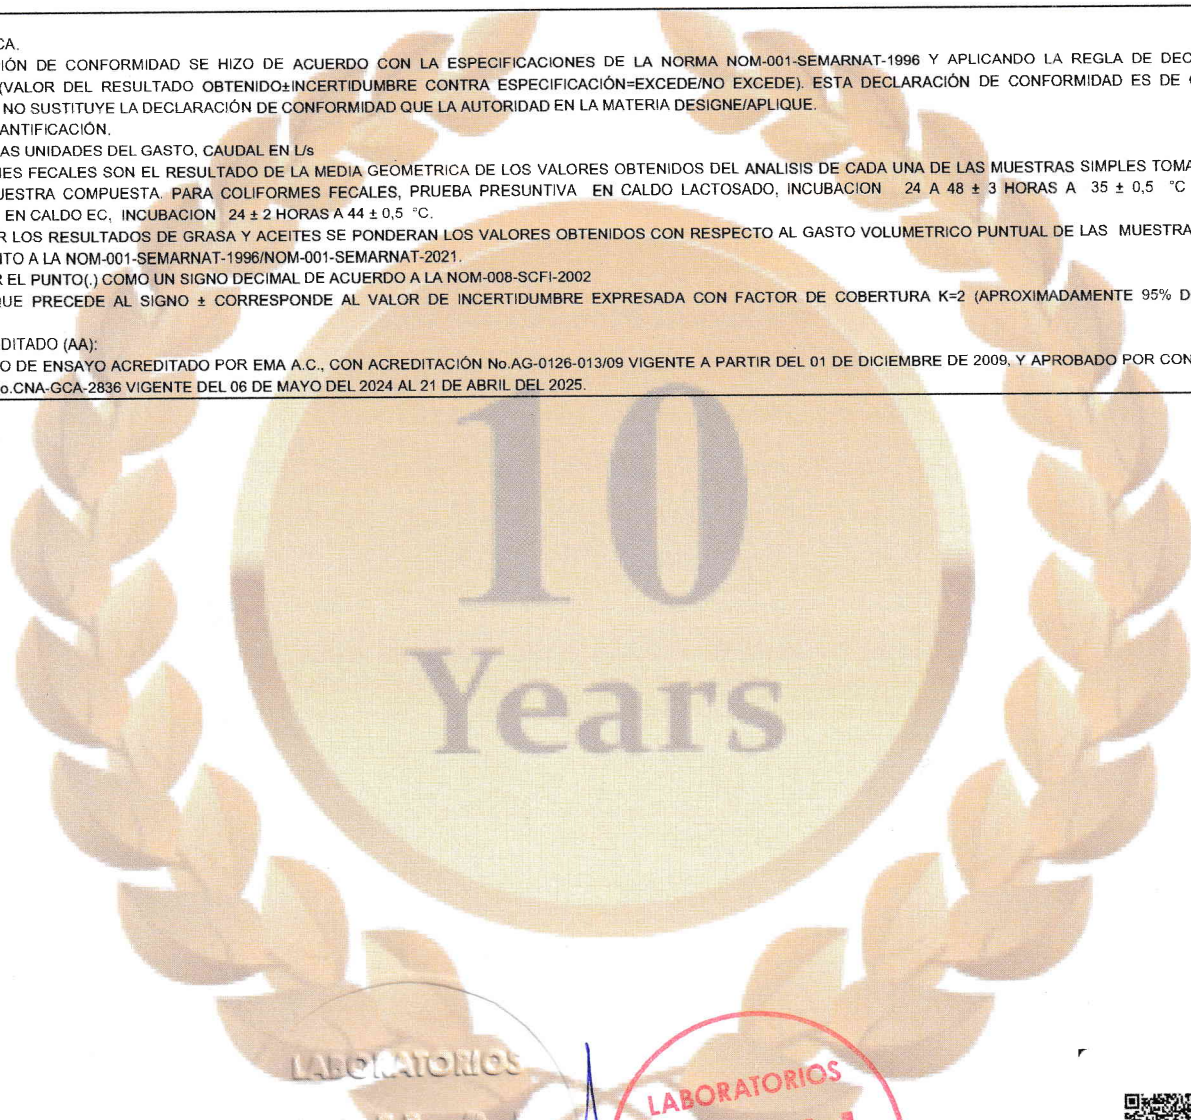 CA.
IÓN DE CONFORMIDAD SE HIZO DE ACUERDO CON LA ESPECIFICACIONES DE LA NORMA NOM-001-SEMARNAT-1996 Y APLICANDO LA REGLA DE DEC
(VALOR DEL RESULTADO OBTENIDO±INCERTIDUMBRE CONTRA ESPECIFICACIÓN=EXCEDE/NO EXCEDE). ESTA DECLARACIÓN DE CONFORMIDAD ES DE
NO SUSTITUYE LA DECLARACIÓN DE CONFORMIDAD QUE LA AUTORIDAD EN LA MATERIA DESIGNE/APLIQUE.
ANTIFICACIÓN.
AS UNIDADES DEL GASTO, CAUDAL EN L/s
MES FECALES SON EL RESULTADO DE LA MEDIA GEOMETRICA DE LOS VALORES OBTENIDOS DEL ANALISIS DE CADA UNA DE LAS MUESTRAS SIMPLES TOMA
UESTRA COMPUESTA. PARA COLIFORMES FECALES, PRUEBA PRESUNTIVA EN CALDO LACTOSADO, INCUBACION 24 A 48 ± 3 HORAS A 35 ± 0,5 °C
EN CALDO EC, INCUBACION 24 ± 2 HORAS A 44 ± 0,5 °C.
R LOS RESULTADOS DE GRASA Y ACEITES SE PONDERAN LOS VALORES OBTENIDOS CON RESPECTO AL GASTO VOLUMETRICO PUNTUAL DE LAS MUESTRA
NTO A LA NOM-001-SEMARNAT-1996/NOM-001-SEMARNAT-2021.
R EL PUNTO(.) COMO UN SIGNO DECIMAL DE ACUERDO A LA NOM-008-SCFI-2002
QUE PRECEDE AL SIGNO ± CORRESPONDE AL VALOR DE INCERTIDUMBRE EXPRESADA CON FACTOR DE COBERTURA K=2 (APROXIMADAMENTE 95% D
DITADO (AA):
O DE ENSAYO ACREDITADO POR EMA A.C., CON ACREDITACIÓN No.AG-0126-013/09 VIGENTE A PARTIR DEL 01 DE DICIEMBRE DE 2009, Y APROBADO POR CON
o.CNA-GCA-2836 VIGENTE DEL 06 DE MAYO DEL 2024 AL 21 DE ABRIL DEL 2025.
10
Years
LABORATORIOS
LABORATORIOS